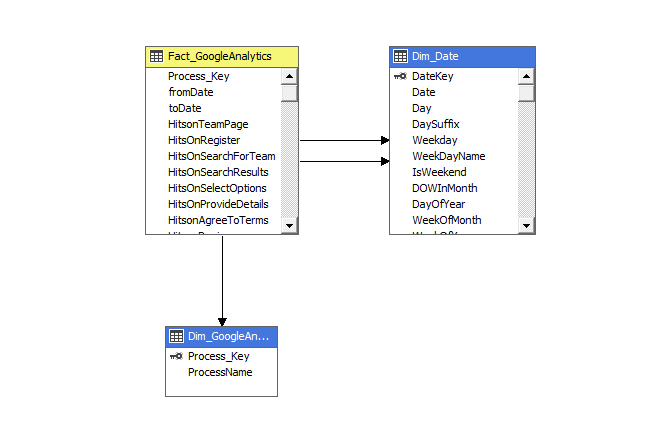 Fact_GoogleAnalytics
Process_Key
fromDate
toDate
HitsonTeamPage
HitsOnRegister
HitsOnSearchForTeam
HitsOnSearchResults
HitsOnSelectOptions
HitsOnProvideDetails
HitsonAgreeToTerms
Dim_Date
DateKey
Date
Day
DaySuffix
Weekday
WeekDayName
IsWeekend
DOWInMonth
DayOfYear
WeekOfMonth
Dim_GoogleAn...
Process_Key
ProcessName